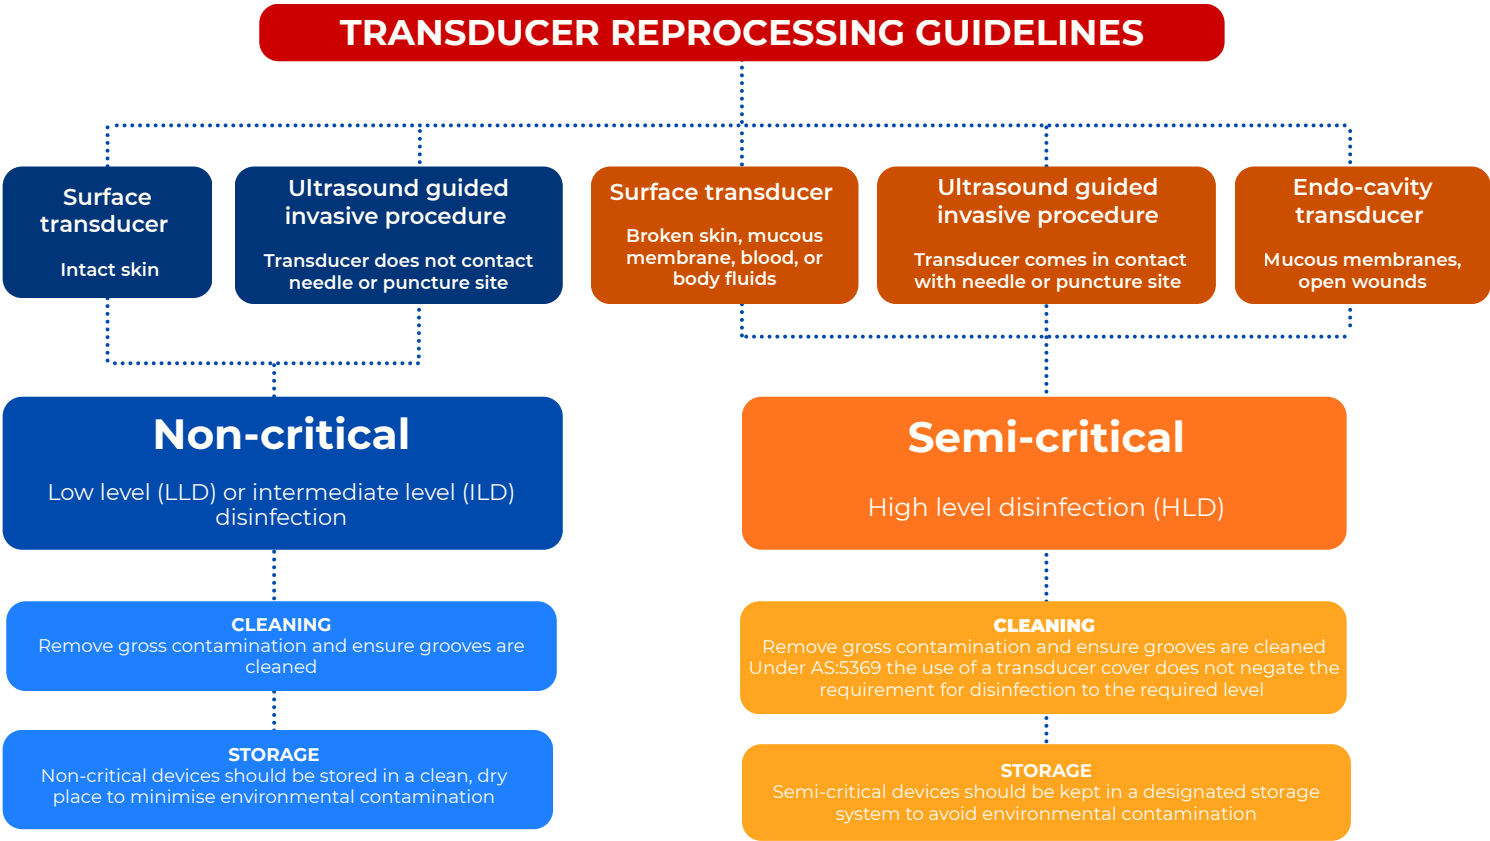 TRANSDUCER REPROCESSING GUIDELINES
Surface
transducer
Intact skin
Ultrasound guided
invasive procedure
Transducer does not contact
needle or puncture site
Surface transducer
Broken skin, mucous
membrane, blood, or
body fluids
Ultrasound guided
invasive procedure
Transducer comes in contact
with needle or puncture site
Endo-cavity
transducer
Mucous membranes,
open wounds
Non-critical
Low level (LLD) or intermediate level (ILD)
disinfection
CLEANING
Remove gross contamination and ensure grooves are
cleaned
STORAGE
Non-critical devices should be stored in a clean, dry
place to minimise environmental contamination
Semi-critical
High level disinfection (HLD)
CLEANING
Remove gross contamination and ensure grooves are cleaned
Under AS:5369 the use of a transducer cover does not negate the
requirement for disinfection to the required level
STORAGE
Semi-critical devices should be kept in a designated storage
system to avoid environmental contamination